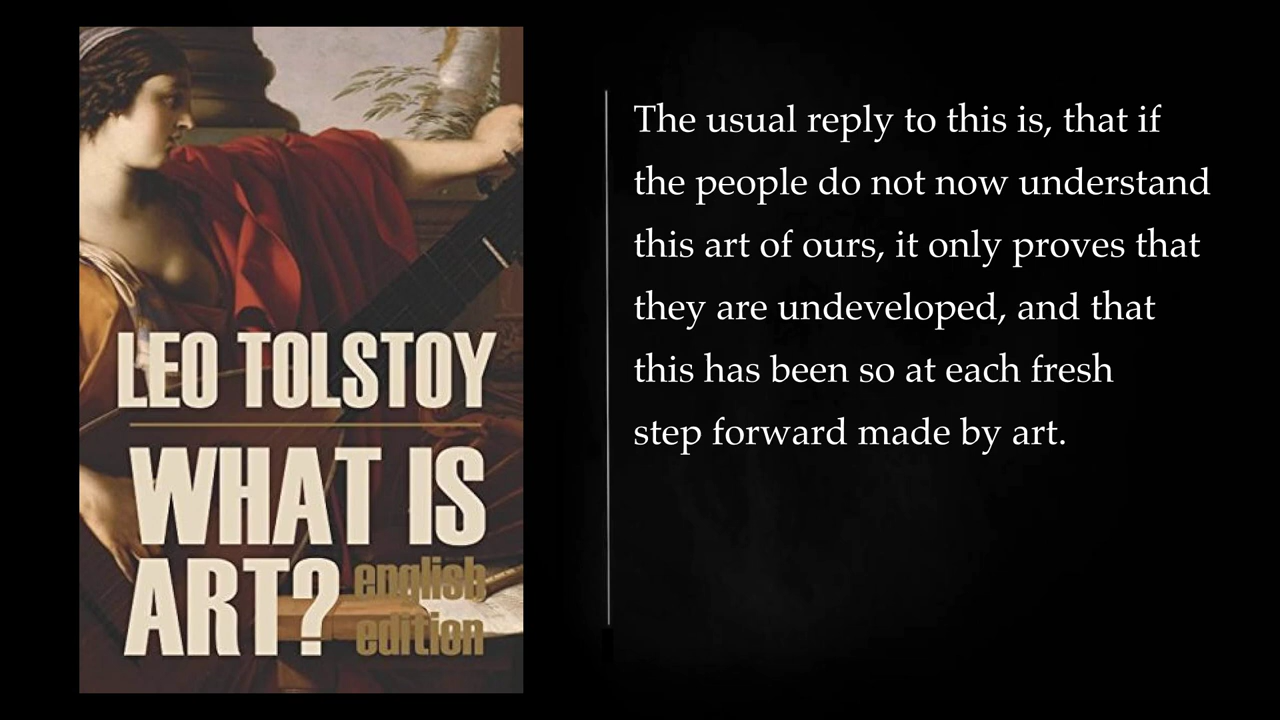 LEO TOLSTOY
WHAT IS
ART?
english
edition
The usual reply to this is, that if
the people do not now understand
this art of ours, it only proves that
they are undeveloped, and that
this has been so at each fresh
step forward made by art.